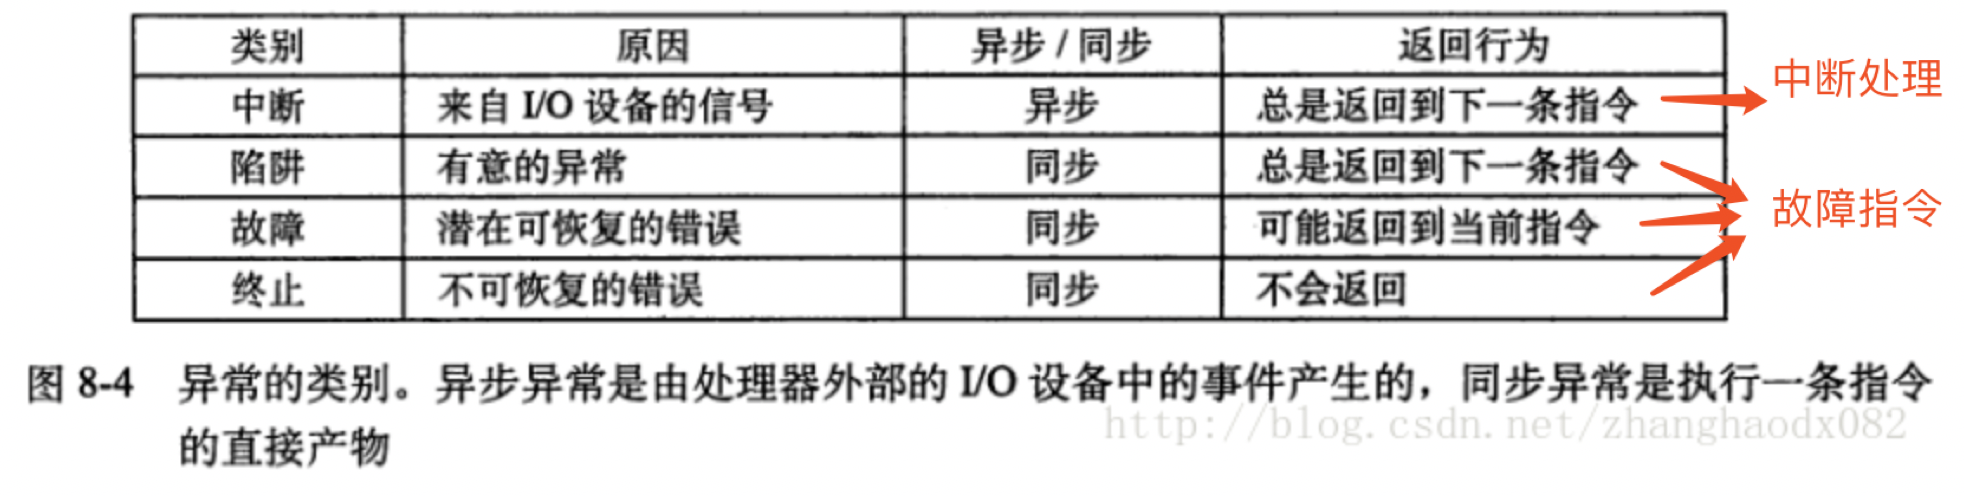 类别 原因 异步 / 同步 返回行为
中断 来自 I/O 设备的信号 异步 总是返回到下一条指令 中断处理
陷阱 有意的异常 同步 总是返回到下一条指令
故障 潜在可恢复的错误 同步 可能返回到当前指令 故障指令
终止 不可恢复的错误 同步 不会返回
图 8-4 异常的类别。异步异常是由处理器外部的 I/O 设备中的事件产生的，同步异常是执行一条指令
的直接产物
http://blog.csdn.net/zhanghaodx082